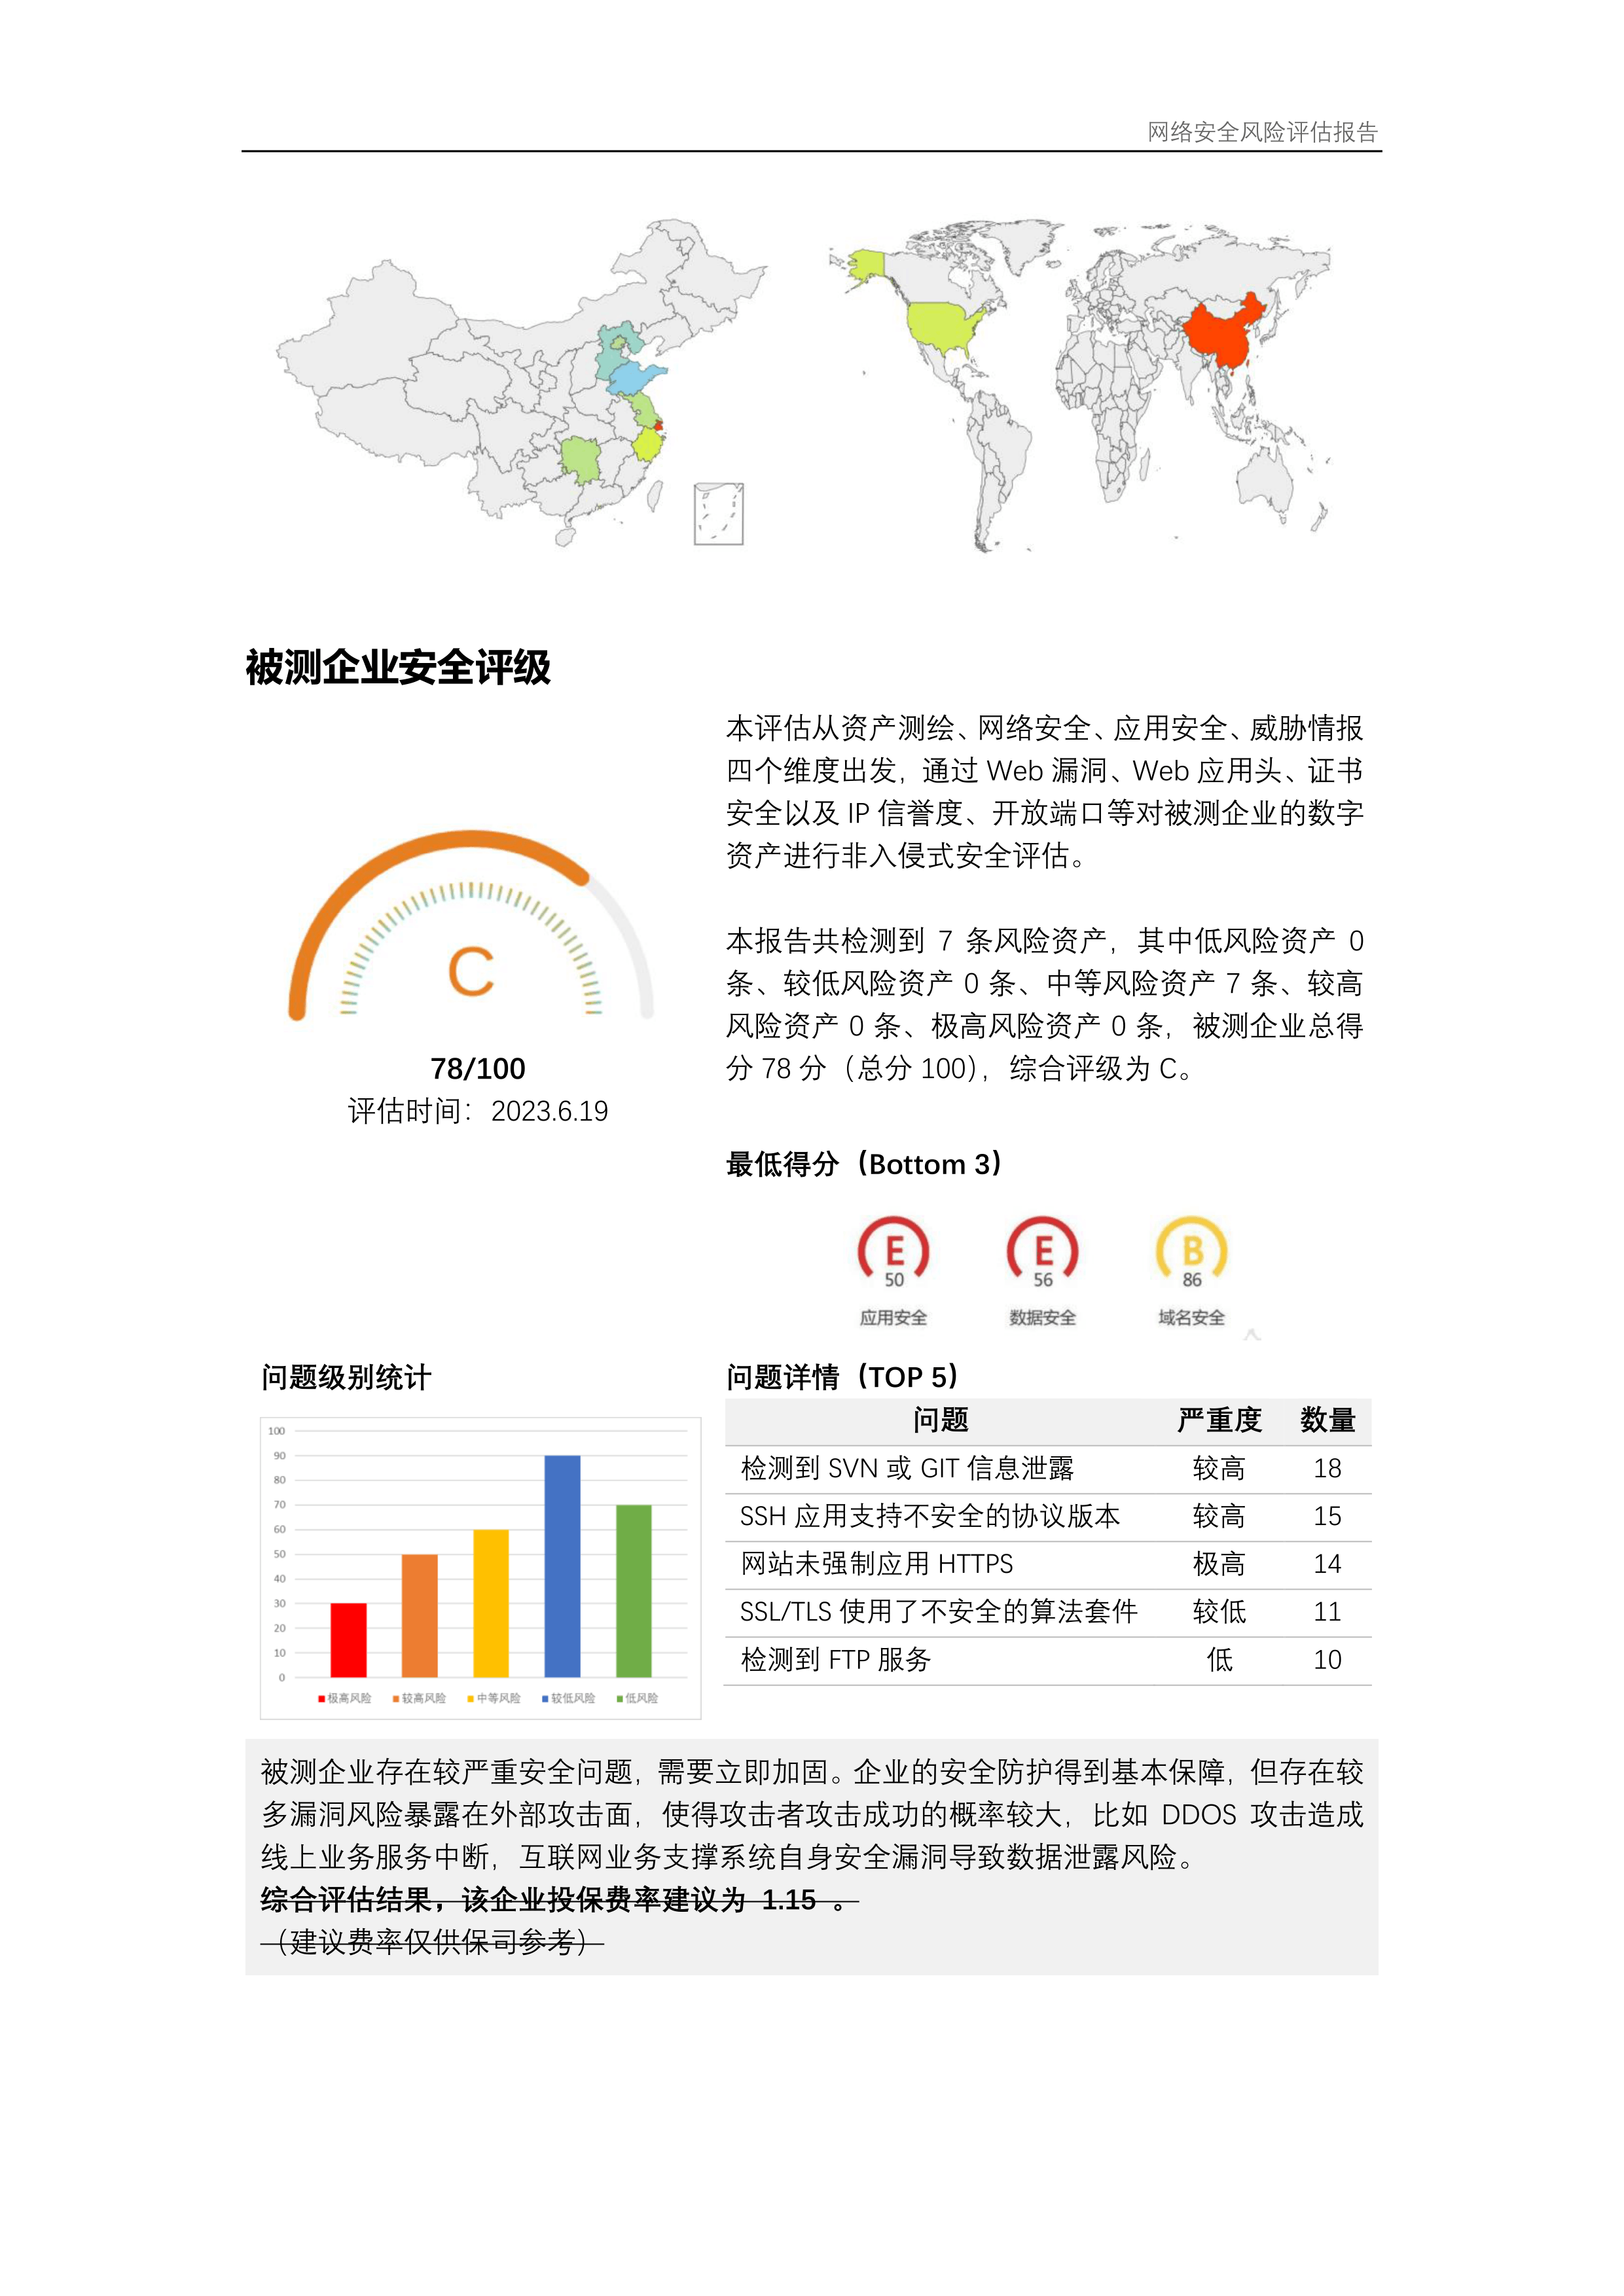 网络安全风险评估报告
被测企业安全评级
C
78/100
评估时间：2023.6.19
本评估从资产测绘、网络安全、应用安全、威胁情报
四个维度出发，通过 Web 漏洞、Web 应用头、证书
安全以及 IP 信誉度、开放端口等对被测企业的数字
资产进行非入侵式安全评估。
本报告共检测到 7 条风险资产，其中低风险资产 0
条、较低风险资产 0 条、中等风险资产 7 条、较高
风险资产 0 条、极高风险资产 0 条，被测企业总得
分 78 分（总分 100），综合评级为 C。
最低得分（Bottom 3）
E E B
50 56 86
应用安全 数据安全 域名安全
问题级别统计
100
90
80
70
60
50
40
30
20
10
0
极高风险 较高风险 中等风险 较低风险 低风险
问题详情（TOP 5）
问题 严重度 数量
检测到 SVN 或 GIT 信息泄露 较高 18
SSH 应用支持不安全的协议版本 较高 15
网站未强制应用 HTTPS 极高 14
SSL/TLS 使用了不安全的算法套件 较低 11
检测到 FTP 服务 低 10
被测企业存在较严重安全问题，需要立即加固。企业的安全防护得到基本保障，但存在较
多漏洞风险暴露在外部攻击面，使得攻击者攻击成功的概率较大，比如 DDOS 攻击造成
线上业务服务中断，互联网业务支撑系统自身安全漏洞导致数据泄露风险。
综合评估结果，该企业投保费率建议为 1.15 。
（建议费率仅供保司参考）